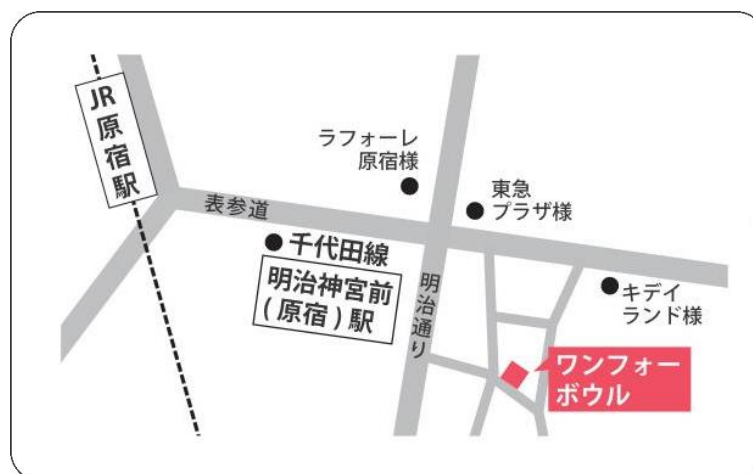 JR原宿駅
ラフォーレ
原宿様
東急
プラザ様
表参道
千代田線
明治神宮前
(原宿)駅
明治通り
キデイ
ランド様
ワンフォー
ボウル